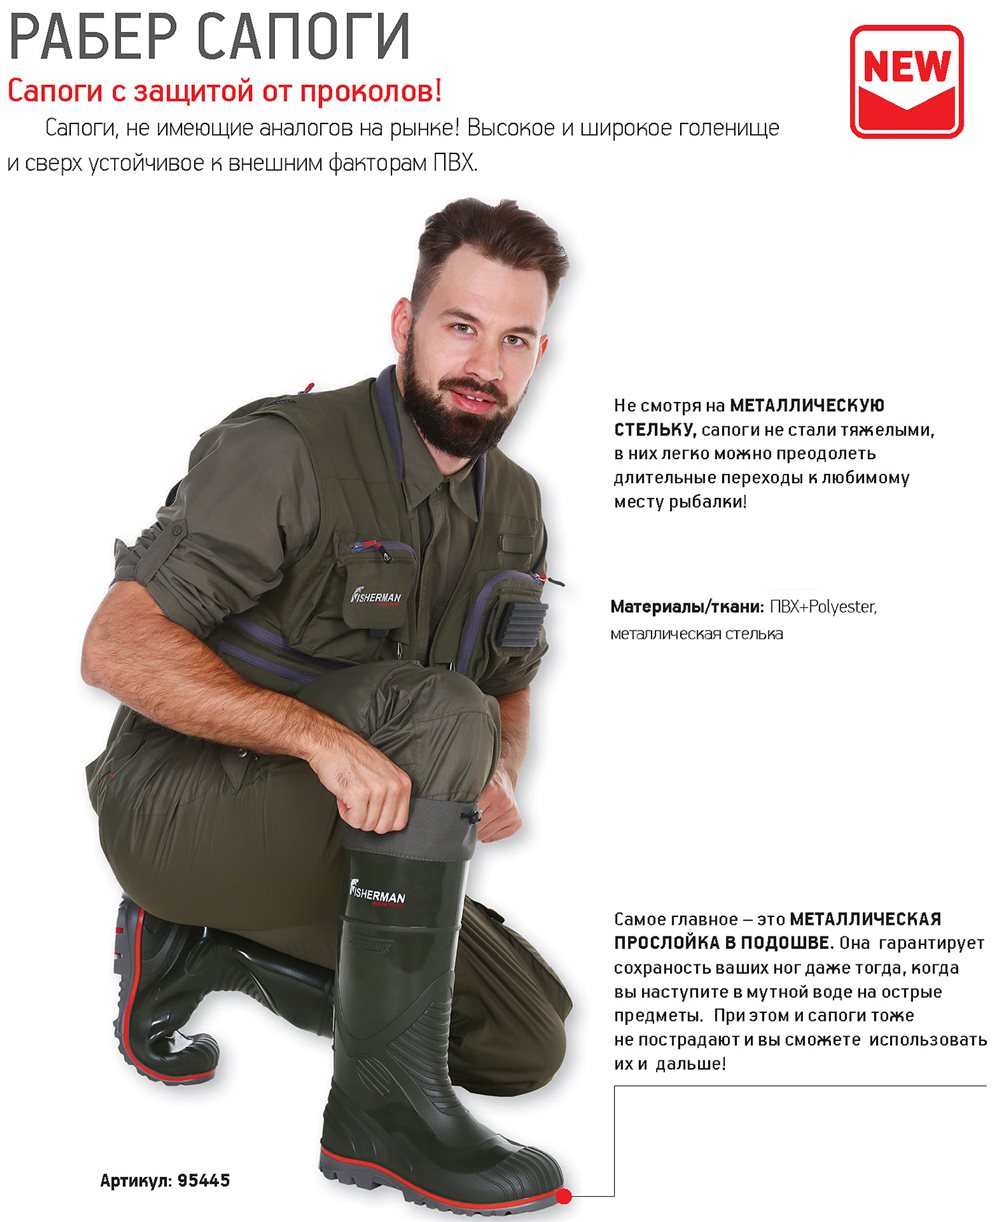 РАБЕР САПОГИ
NEW
Сапоги с защитой от проколов!
Сапоги, не имеющие аналогов на рынке! Высокое и широкое голенище
и сверх устойчивое к внешним факторам ПВХ.
Не смотря на МЕТАЛЛИЧЕСКУЮ
СТЕЛЬКУ, сапоги не стали тяжелыми,
в них легко можно преодолеть
длительные переходы к любимому
месту рыбалки!
FISHERMAN
Материалы/ткани: ПВХ+Polyester,
металлическая стелька
FISHERMAN
Самое главное – это МЕТАЛЛИЧЕСКАЯ
ПРОСЛОЙКА В ПОДОШВЕ. Она гарантирует
сохраность ваших ног даже тогда, когда
вы наступите в мутной воде на острые
предметы. При этом и сапоги тоже
не пострадают и вы сможете использовать
их и дальше!
Артикул: 95445